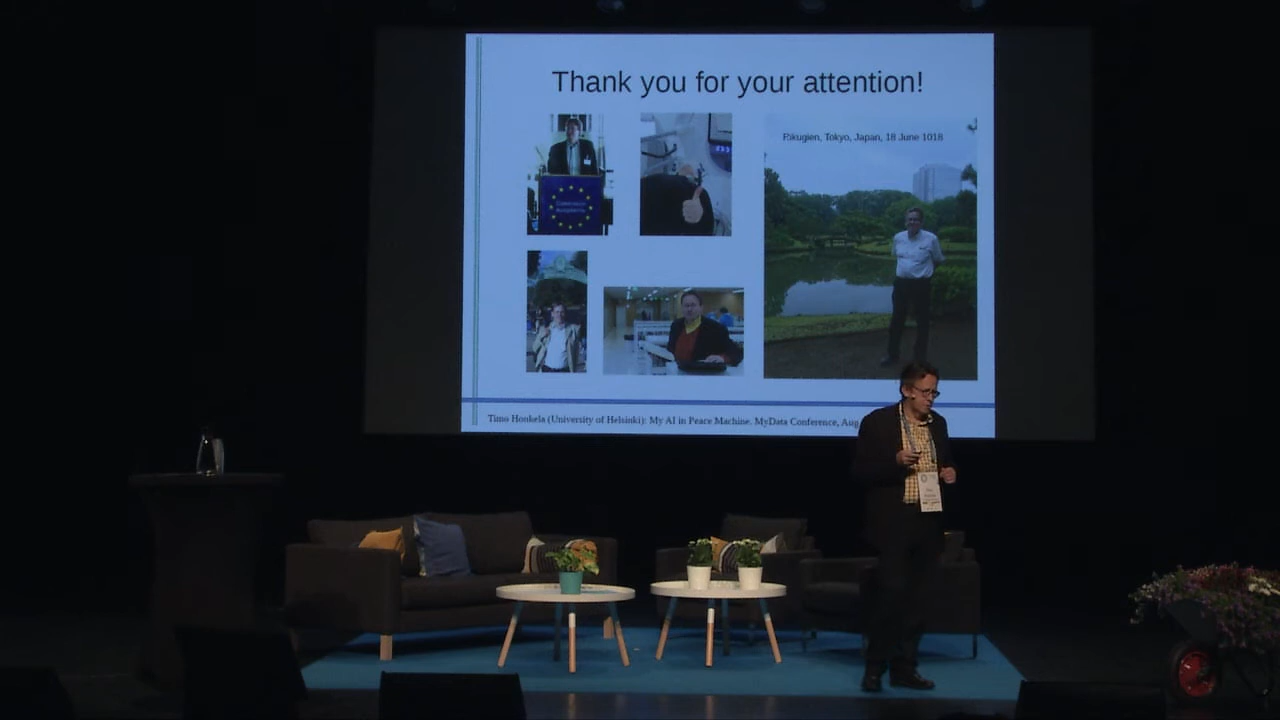 Thank you for your attention!
Rikugien, Tokyo, Japan, 18 June 1018
Timo Honkela (University of Helsinki): My AI in Peace Machine. MyData Conference, Aug